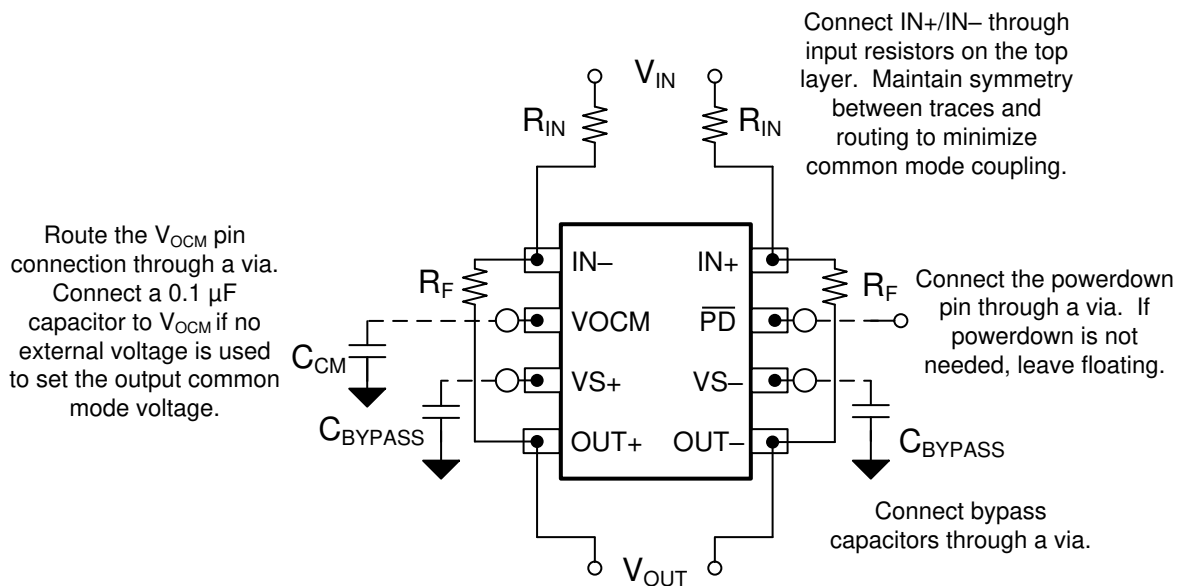 Connect IN+/IN– through
input resistors on the top
layer. Maintain symmetry
between traces and
routing to minimize
common mode coupling.
V_IN
R_IN
R_IN
Route the V_OCM pin
connection through a via.
Connect a 0.1 µF
capacitor to V_OCM if no
external voltage is used
to set the output common
mode voltage.
R_F
IN–
IN+
R_F
VOCM
PD
VS+
VS–
OUT+
OUT–
C_CM
C_BYPASS
C_BYPASS
Connect the powerdown
pin through a via. If
powerdown is not
needed, leave floating.
Connect bypass
capacitors through a via.
V_OUT